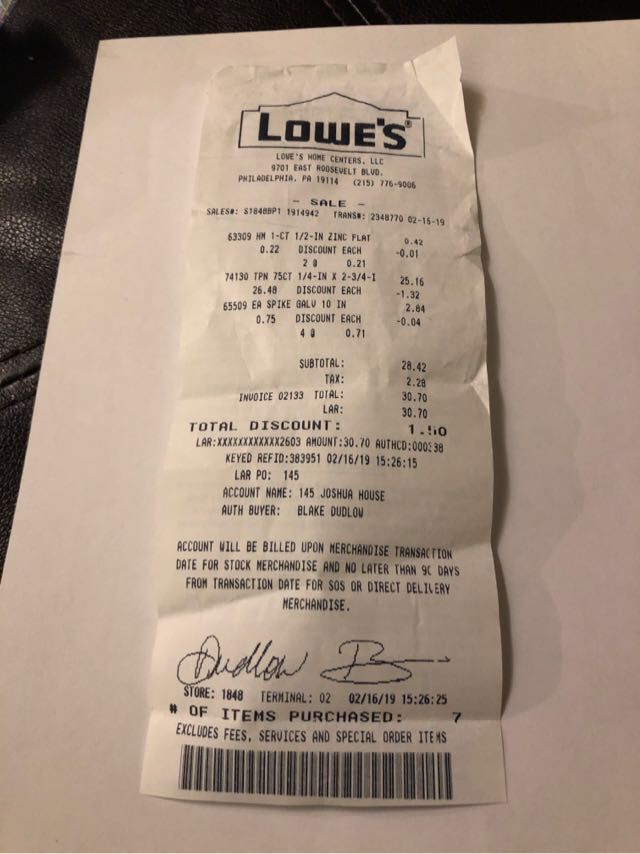 LOWE'S®
LOWE'S HOME CENTERS, LLC
9701 EAST ROOSEVELT BLVD.
PHILADELPHIA, PA 19114 (215) 776-9006
- SALE -
SALES#: S1848BP1 1914942 TRANS#: 2348770 02-16-19
63309 HM 1-CT 1/2-IN ZINC FLAT 0.42
0.22 DISCOUNT EACH -0.01
2 @ 0.21
74130 TPN 75CT 1/4-IN X 2-3/4-I 25.16
26.48 DISCOUNT EACH -1.32
65509 EA SPIKE GALV 10 IN 2.84
0.75 DISCOUNT EACH -0.04
4 @ 0.71
SUBTOTAL: 28.42
TAX: 2.28
INVOICE 02133 TOTAL: 30.70
LAR: 30.70
TOTAL DISCOUNT: 1.50
LAR:XXXXXXXXXXXX2603 AMOUNT:30.70 AUTHCD:
KEYED REFID:383951 02/16/19 15:26:15
LAR PO: 145
ACCOUNT NAME: 145 JOSHUA HOUSE
AUTH BUYER: BLAKE DUDLOW
ACCOUNT WILL BE BILLED UPON MERCHANDISE TRANSACTION
DATE FOR STOCK MERCHANDISE AND NO LATER THAN 90 DAYS
FROM TRANSACTION DATE FOR SOS OR DIRECT DELIVERY
MERCHANDISE.
Dudlow B
STORE: 1848 TERMINAL: 02 02/16/19 15:26:25
# OF ITEMS PURCHASED: 7
EXCLUDES FEES, SERVICES AND SPECIAL ORDER ITEMS